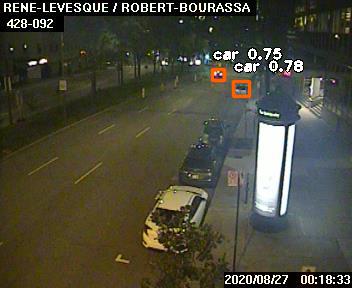 RENE-LEVESQUE / ROBERT-BOURASSA
428-092
car 0.75
car 0.78
2020/08/27 00:18:33